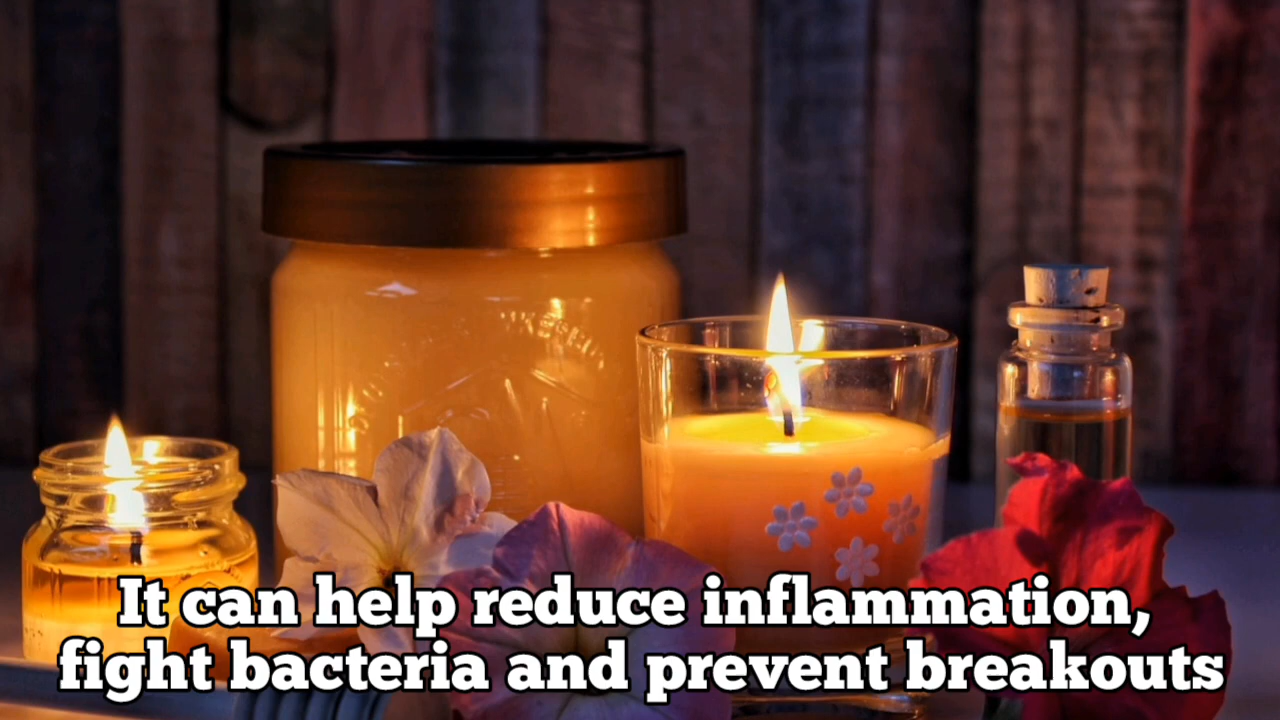 It can help reduce inflammation,
fight bacteria and prevent breakouts